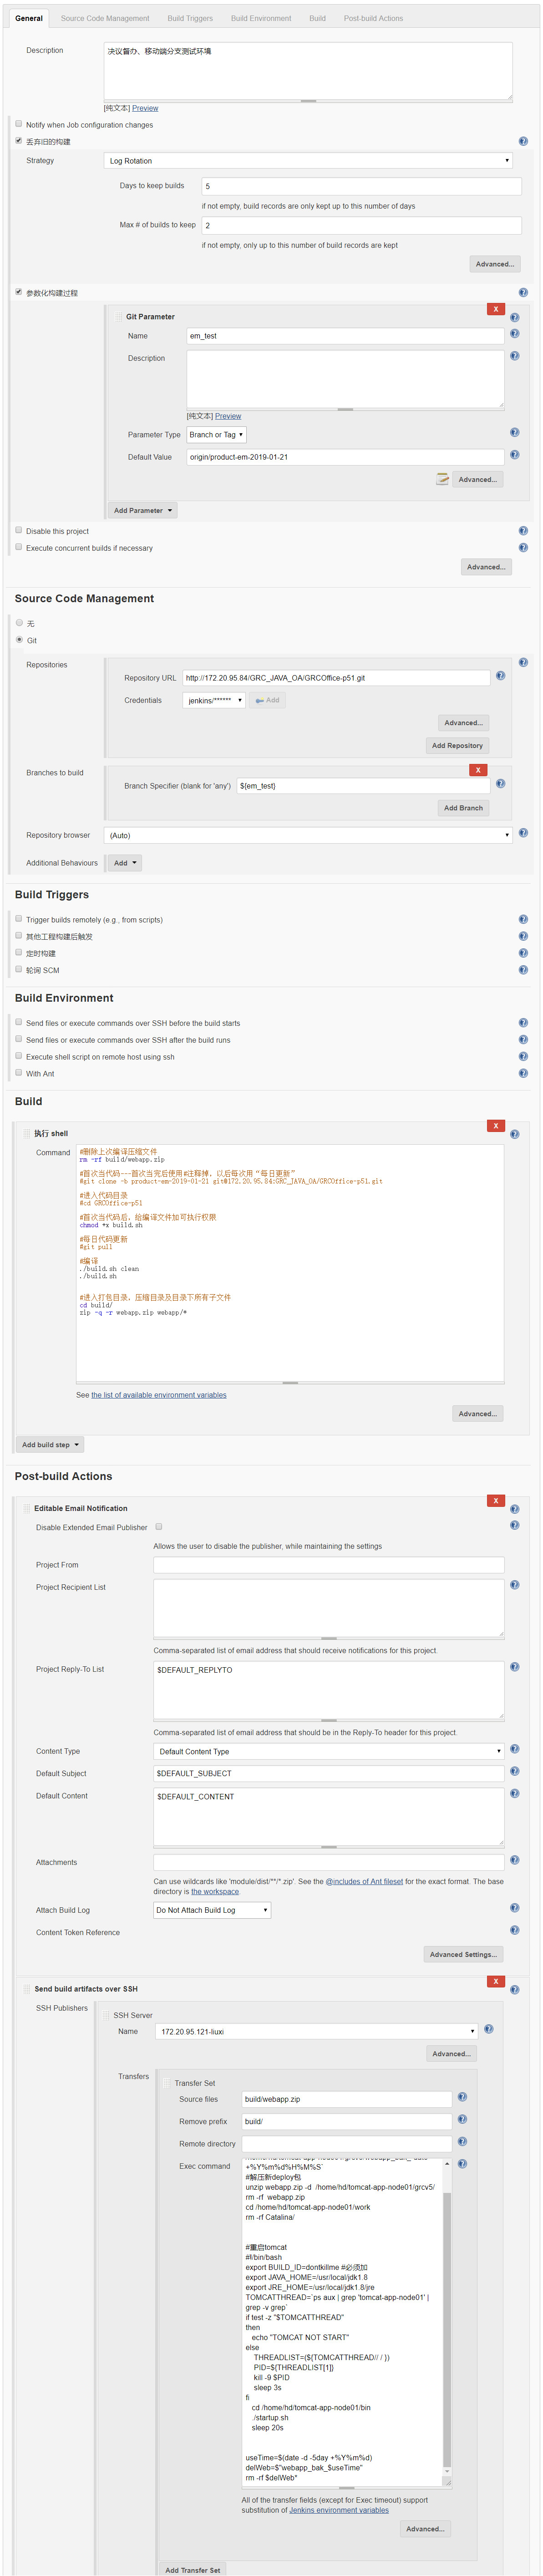 General Source Code Management Build Triggers Build Environment Build Post-build Actions
Description
决议督办、移动端分支测试环境
[纯文本] Preview
Notify when Job configuration changes
丢弃旧的构建
Strategy
Log Rotation
Days to keep builds
5
if not empty, build records are only kept up to this number of days
Max # of builds to keep
2
if not empty, only up to this number of build records are kept
Advanced...
参数化构建过程
X
Git Parameter
Name
em_test
Description
[纯文本] Preview
Parameter Type
Branch or Tag
Default Value
origin/product-em-2019-01-21
Advanced...
Add Parameter
Disable this project
Execute concurrent builds if necessary
Advanced...
Source Code Management
无
Git
Repositories
Repository URL
http://172.20.95.84/GRC_JAVA_OA/GRCOffice-p51.git
Credentials
jenkins/****** Add
Advanced...
Add Repository
Branches to build
X
Branch Specifier (blank for 'any')
${em_test}
Add Branch
Repository browser
(Auto)
Additional Behaviours
Add
Build Triggers
Trigger builds remotely (e.g., from scripts)
其他工程构建后触发
定时构建
轮询 SCM
Build Environment
Send files or execute commands over SSH before the build starts
Send files or execute commands over SSH after the build runs
Execute shell script on remote host using ssh
With Ant
Build
X
执行 shell
Command
#删除上次编译压缩文件
rm -rf build/webapp.zip
#首次当代码---首次当完后使用#注释掉，以后每次用“每日更新”
#git clone -b product-em-2019-01-21 git@172.20.95.84:GRC_JAVA_OA/GRCOffice-p51.git
#进入代码目录
#cd GRCOffice-p51
#首次当代码后，给编译文件加可执行权限
chmod +x build.sh
#每日代码更新
#git pull
#编译
./build.sh clean
./build.sh
#进入打包目录，压缩目录及目录下所有子文件
cd build/
zip -q -r webapp.zip webapp/*
See the list of available environment variables
Advanced...
Add build step
Post-build Actions
X
Editable Email Notification
Disable Extended Email Publisher
Allows the user to disable the publisher, while maintaining the settings
Project From
Project Recipient List
Comma-separated list of email address that should receive notifications for this project.
Project Reply-To List
$DEFAULT_REPLYTO
Comma-separated list of email address that should be in the Reply-To header for this project.
Content Type
Default Content Type
Default Subject
$DEFAULT_SUBJECT
Default Content
$DEFAULT_CONTENT
Attachments
Can use wildcards like 'module/dist/**/*.zip'. See the @includes of Ant fileset for the exact format. The base
directory is the workspace
Attach Build Log
Do Not Attach Build Log
Content Token Reference
Advanced Settings...
X
Send build artifacts over SSH
SSH Publishers
SSH Server
Name
172.20.95.121-liuxi
Advanced...
Transfers
Transfer Set
Source files
build/webapp.zip
Remove prefix
build/
Remote directory
Exec command
+%Y%m%d%H%M%S`
#解压新deploy包
unzip webapp.zip -d /home/hd/tomcat-app-node01/grcv5/
rm -rf webapp.zip
cd /home/hd/tomcat-app-node01/work
rm -rf Catalina/
#重启tomcat
#!/bin/bash
export BUILD_ID=dontkillme #必须加
export JAVA_HOME=/usr/local/jdk1.8
export JRE_HOME=/usr/local/jdk1.8/jre
TOMCATTHREAD=`ps aux | grep 'tomcat-app-node01' |
grep -v grep`
if test -z "$TOMCATTHREAD"
then
echo "TOMCAT NOT START"
else
THREADLIST=(${TOMCATTHREAD// / })
PID=${THREADLIST[1]}
kill -9 $PID
sleep 3s
fi
cd /home/hd/tomcat-app-node01/bin
./startup.sh
sleep 20s
useTime=$(date -d -5day +%Y%m%d)
delWeb=$"webapp_bak_$useTime"
rm -rf $delWeb*
All of the transfer fields (except for Exec timeout) support
substitution of Jenkins environment variables
Advanced...
Add Transfer Set